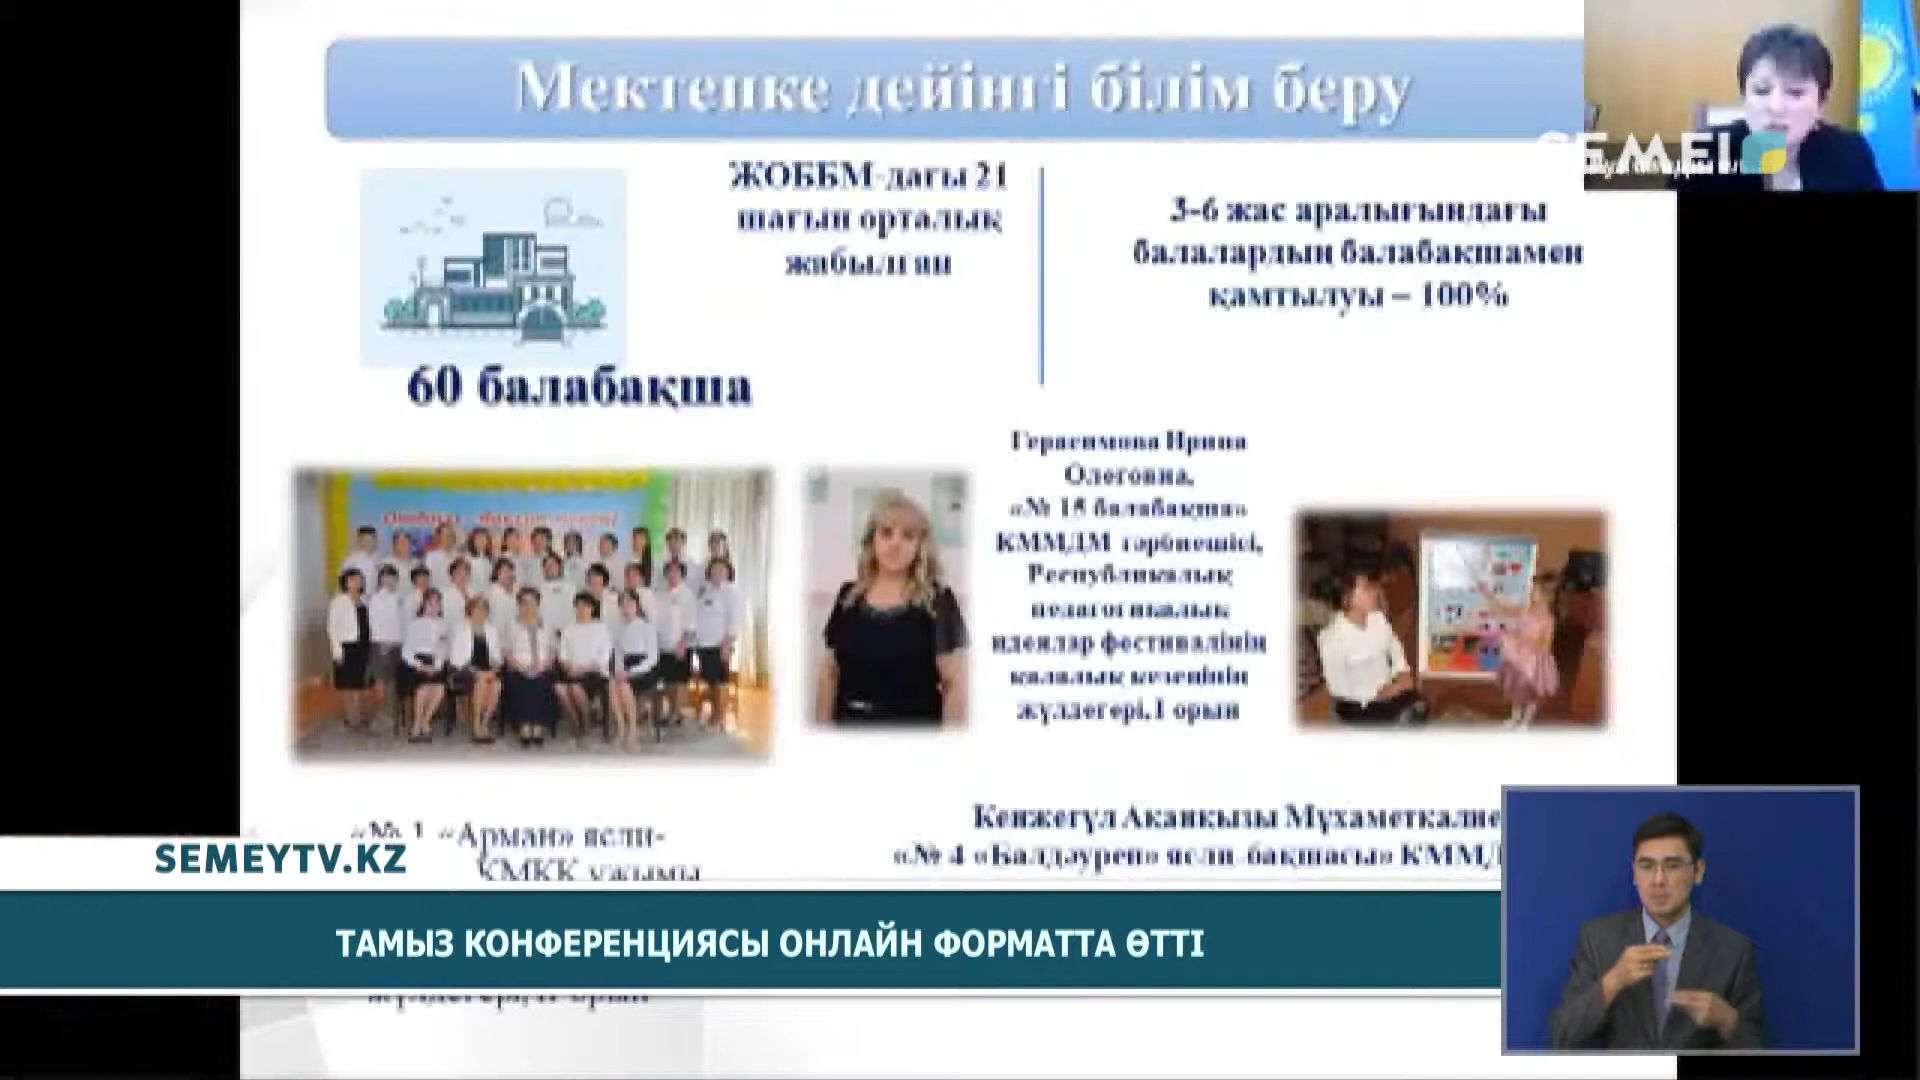 Мектепке дейінгі білім беру
SEMEI
ЖОББМ-дағы 21
шағын орталық
жабылған
3-6 жас аралығындағы
балалардың балабақшамен
қамтылуы – 100%
60 балабақша
Герасимова Ирина
Олеговна,
«№ 15 балабақша»
КММДМ тәрбиешісі,
Республикалық
педагогикалық
идеялар фестивалінің
қалалық кезеңінің
жүлдегері, I орын
Кенжегүл Аканқызы Мұхаметкалие
«№ 4 «Балдәурен» ясли-бақшасы» КММД
«№ 1 «Арман» ясли-
КМҚК ұжымы
SEMEYTV.KZ
ТАМЫЗ КОНФЕРЕНЦИЯСЫ ОНЛАЙН ФОРМАТТА ӨТТІ